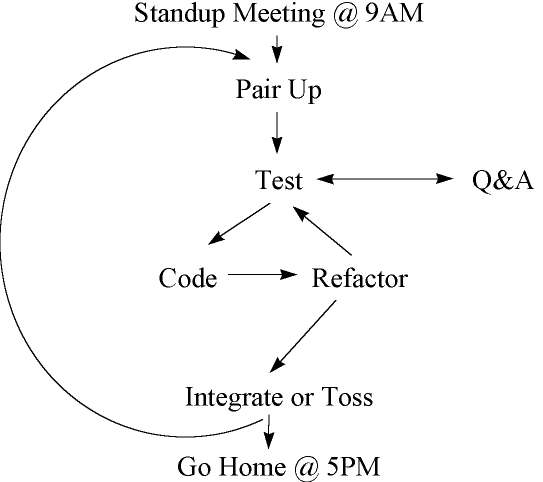 Standup Meeting @ 9AM
Pair Up
Test
Q&A
Code
Refactor
Integrate or Toss
Go Home @ 5PM